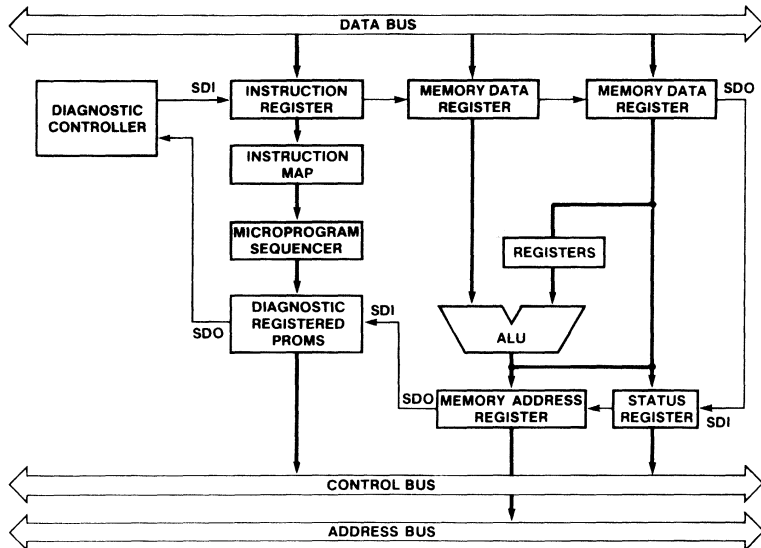 DATA BUS
SDI
DIAGNOSTIC
CONTROLLER
INSTRUCTION
REGISTER
MEMORY DATA
REGISTER
MEMORY DATA
REGISTER
SDO
INSTRUCTION
MAP
MICROPROGRAM
SEQUENCER
REGISTERS
DIAGNOSTIC
REGISTERED
PROMS
SDO
SDI
ALU
SDO
MEMORY ADDRESS
REGISTER
STATUS
REGISTER
SDI
CONTROL BUS
ADDRESS BUS